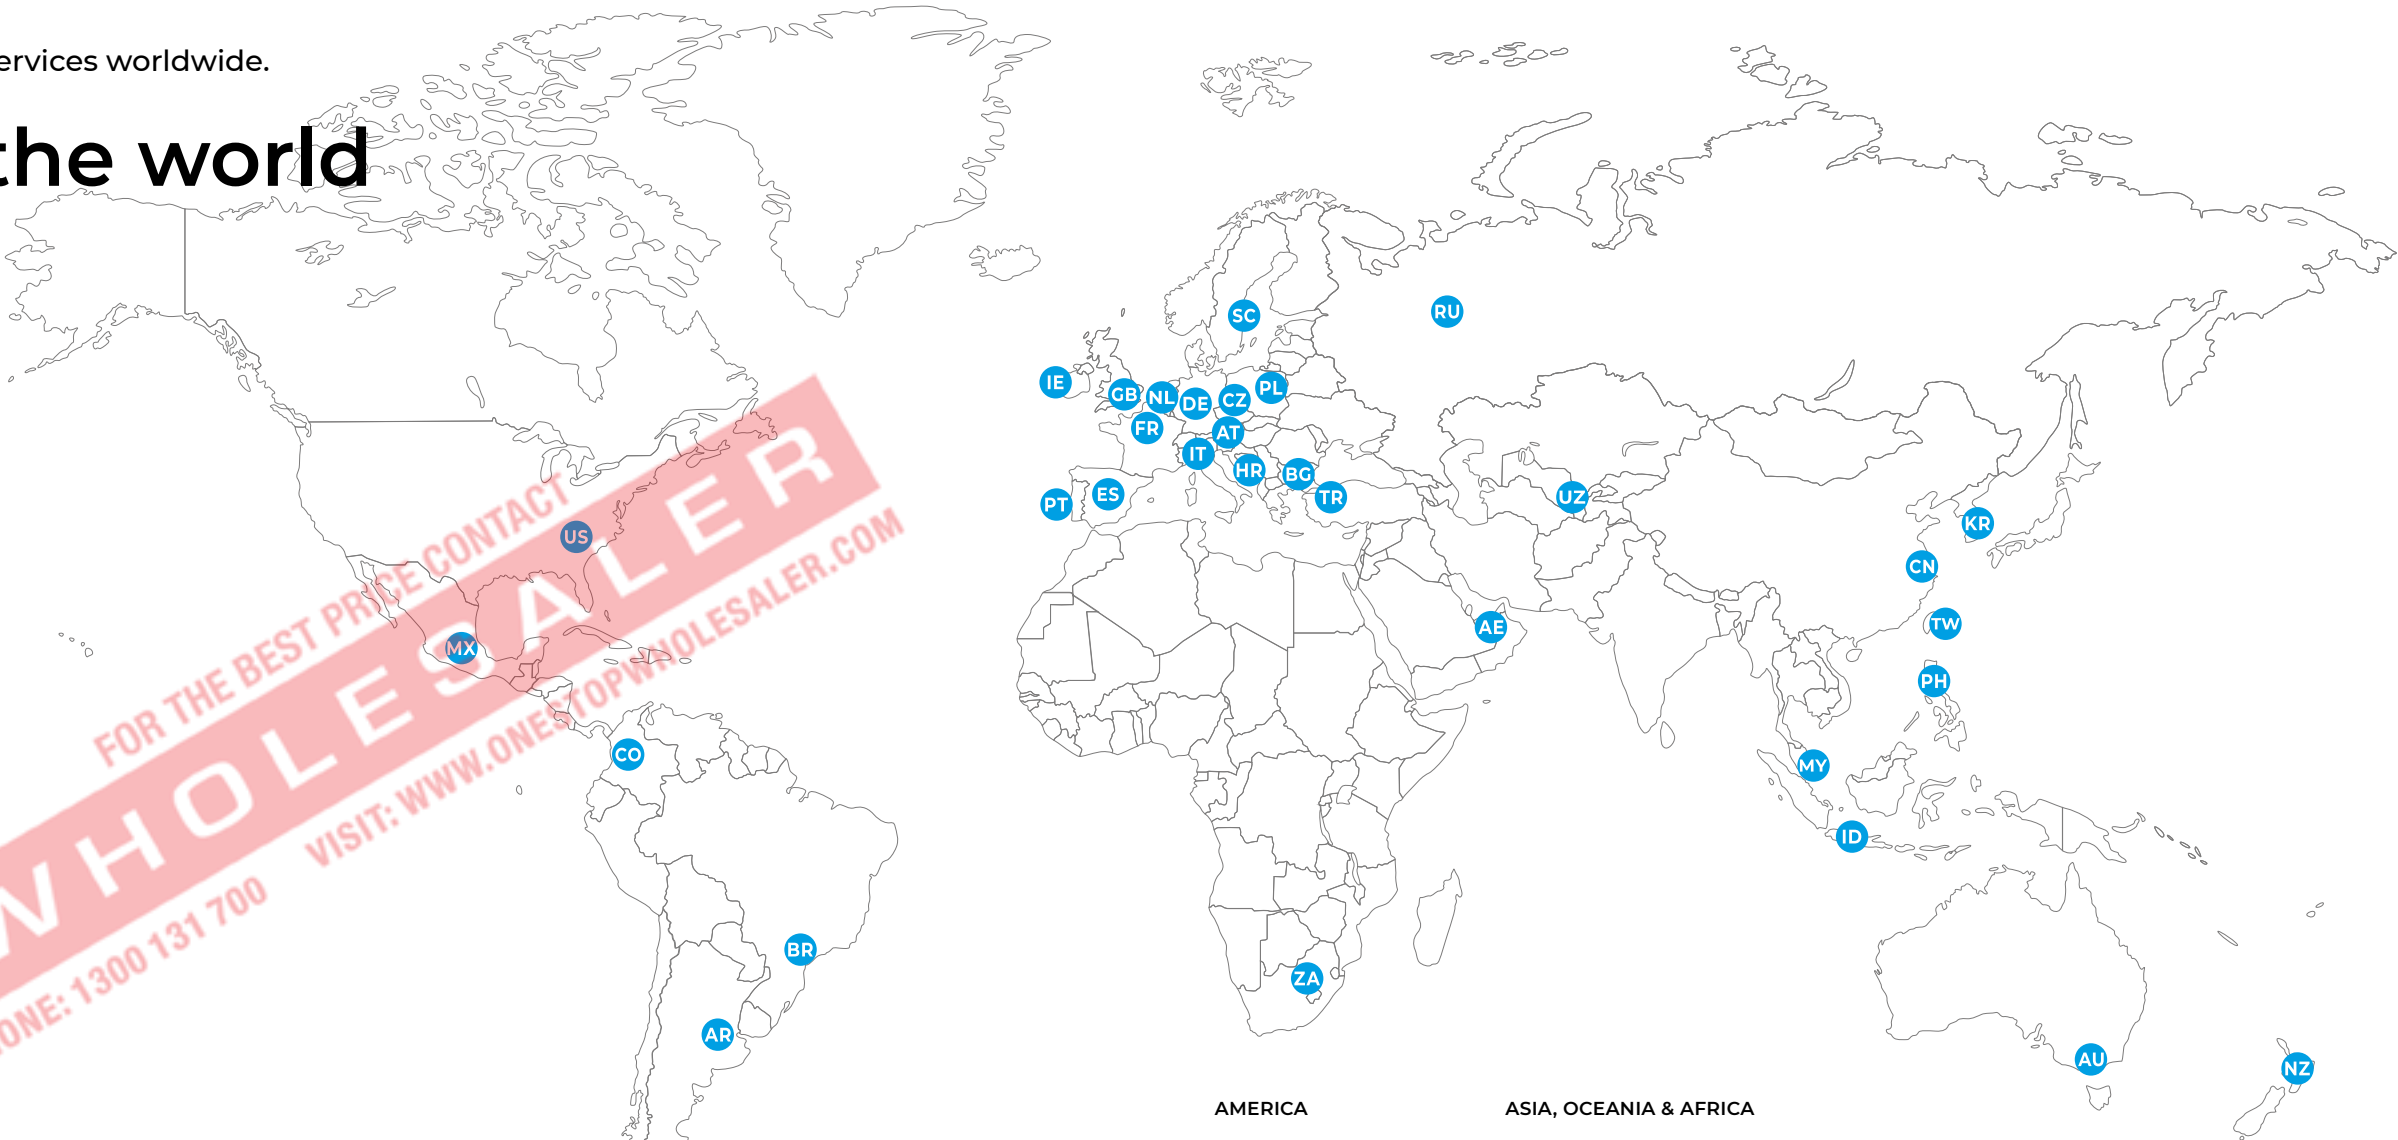 ervices worldwide.
the world
SC
RU
IE
GB
NL
DE
CZ
PL
FR
AT
IT
HR
BG
PT
ES
TR
UZ
KR
US
CN
AE
TW
MX
PH
CO
MY
ID
BR
ZA
AR
AU
NZ
FOR THE BEST PRICE CONTACT
WHOLESALER
VISIT: WWW.ONESTOPWHOLESALER.COM
ONE: 1300 131 700
AMERICA
ASIA, OCEANIA & AFRICA